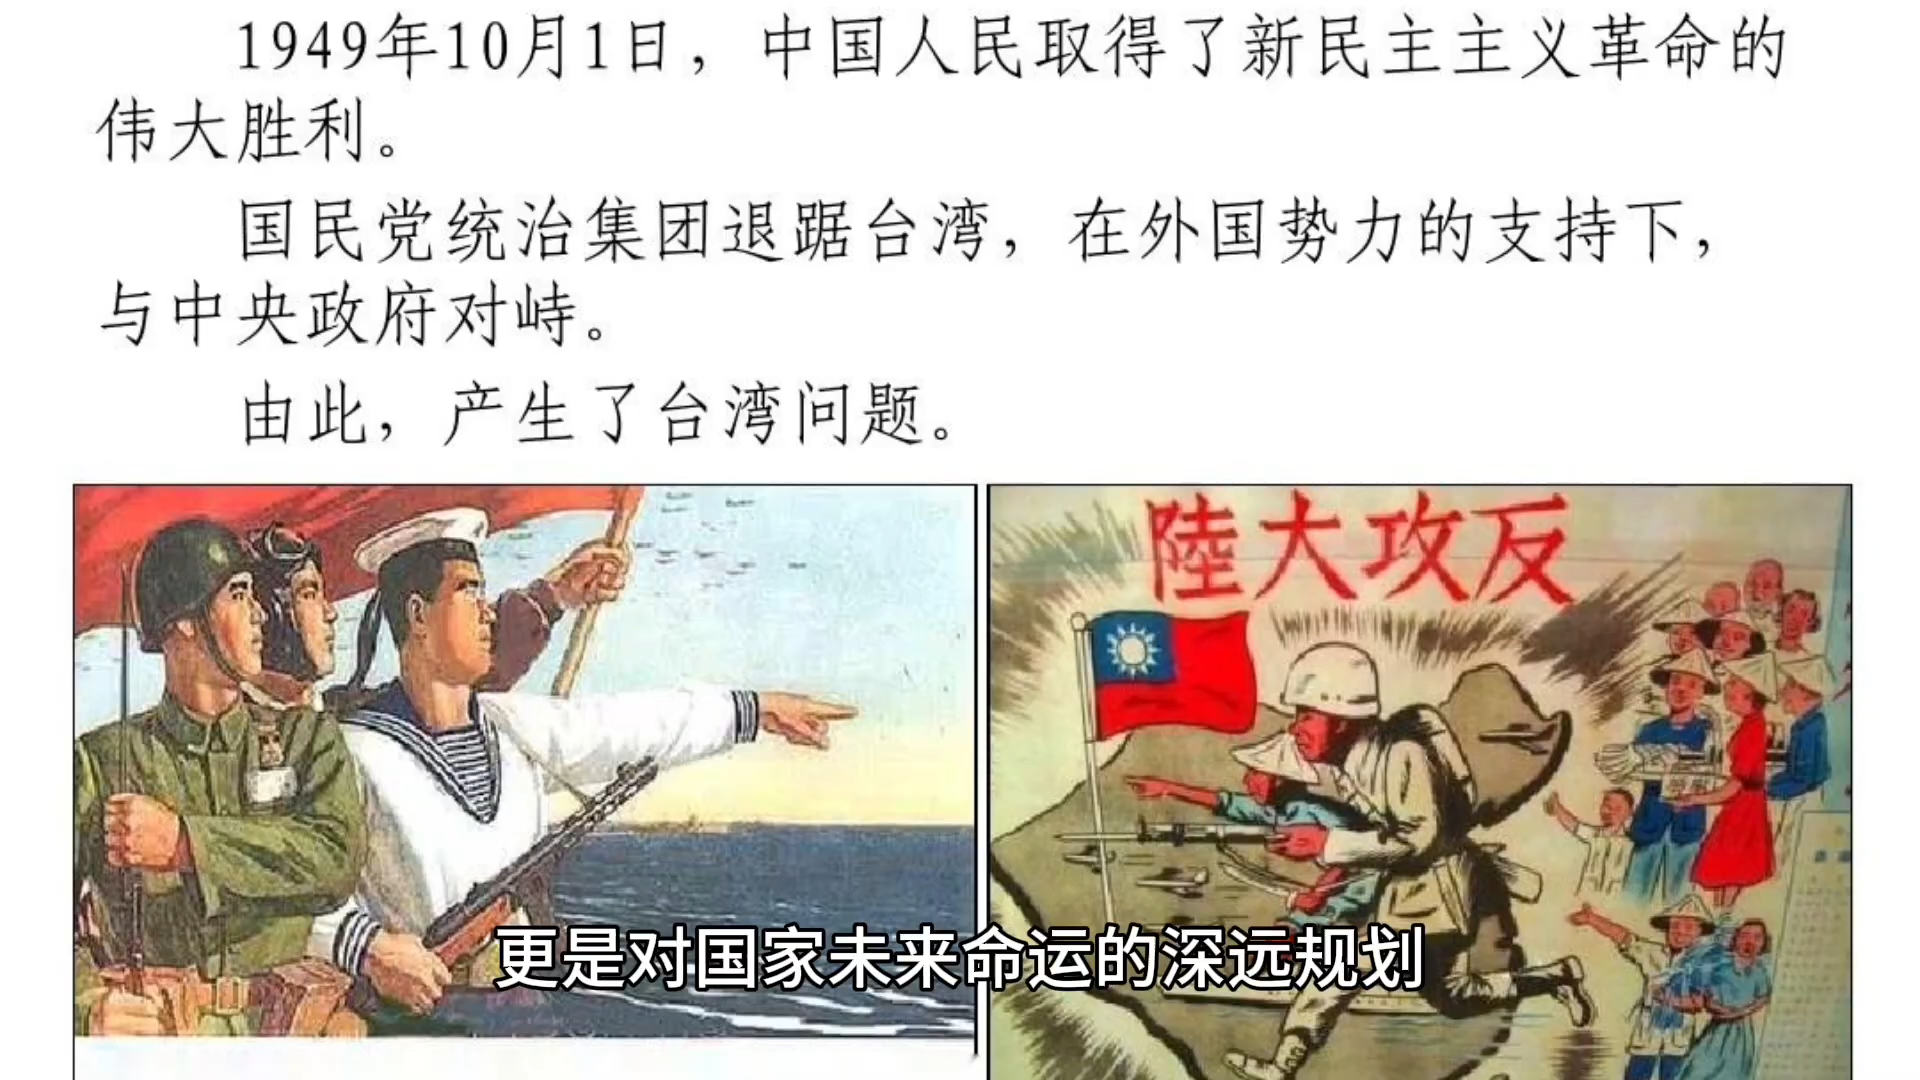 1949年10月1日，中国人民取得了新民主主义革命的
伟大胜利。
国民党统治集团退踞台湾，在外国势力的支持下，
与中央政府对峙。
由此，产生了台湾问题。
陸大攻反
更是对国家未来命运的深远规划